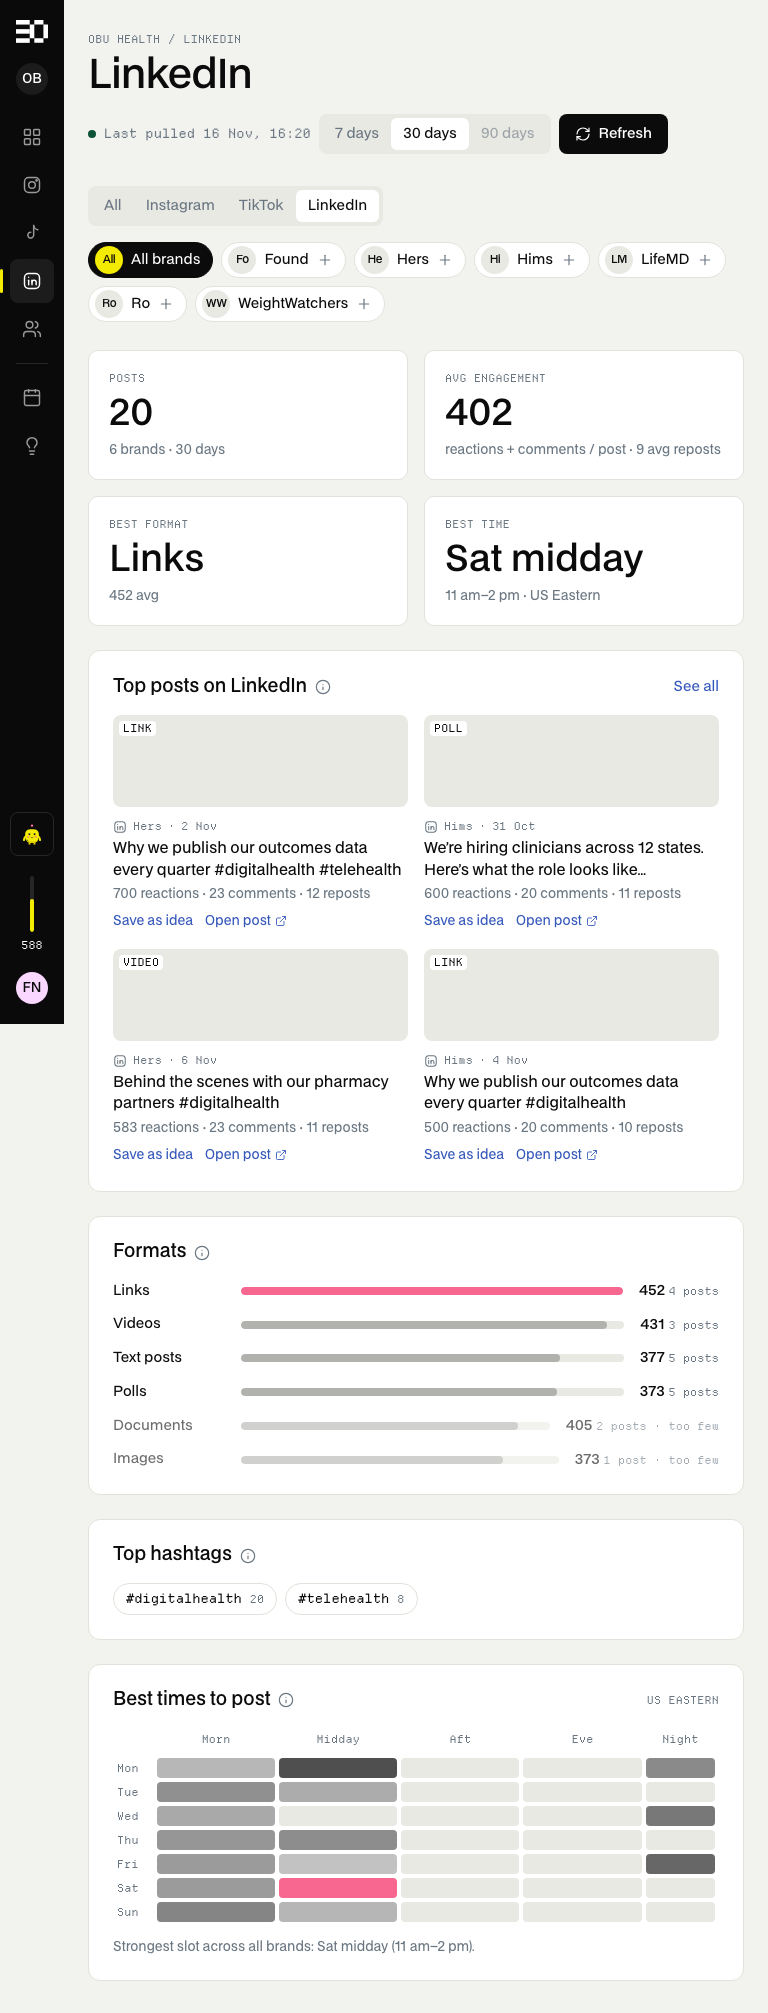 OB
OBU HEALTH / LINKEDIN
LinkedIn
Last pulled 16 Nov, 16:20
7 days
30 days
90 days
Refresh
All
Instagram
TikTok
LinkedIn
All All brands
Fo Found
He Hers
Hi Hims
LM LifeMD
Ro Ro
WW WeightWatchers
POSTS
20
6 brands · 30 days
AVG ENGAGEMENT
402
reactions + comments / post · 9 avg reposts
BEST FORMAT
Links
452 avg
BEST TIME
Sat midday
11 am–2 pm · US Eastern
Top posts on LinkedIn
See all
LINK
Hers · 2 Nov
Why we publish our outcomes data
every quarter #digitalhealth #telehealth
700 reactions · 23 comments · 12 reposts
Save as idea Open post
POLL
Hims · 31 Oct
We're hiring clinicians across 12 states.
Here's what the role looks like...
600 reactions · 20 comments · 11 reposts
Save as idea Open post
VIDEO
Hers · 6 Nov
Behind the scenes with our pharmacy
partners #digitalhealth
583 reactions · 23 comments · 11 reposts
Save as idea Open post
LINK
Hims · 4 Nov
Why we publish our outcomes data
every quarter #digitalhealth
500 reactions · 20 comments · 10 reposts
Save as idea Open post
588
FN
Formats
Links 452 4 posts
Videos 431 3 posts
Text posts 377 5 posts
Polls 373 5 posts
Documents 405 2 posts · too few
Images 373 1 post · too few
Top hashtags
#digitalhealth 20
#telehealth 8
Best times to post
US EASTERN
Morn Midday Aft Eve Night
Mon
Tue
Wed
Thu
Fri
Sat
Sun
Strongest slot across all brands: Sat midday (11 am–2 pm).